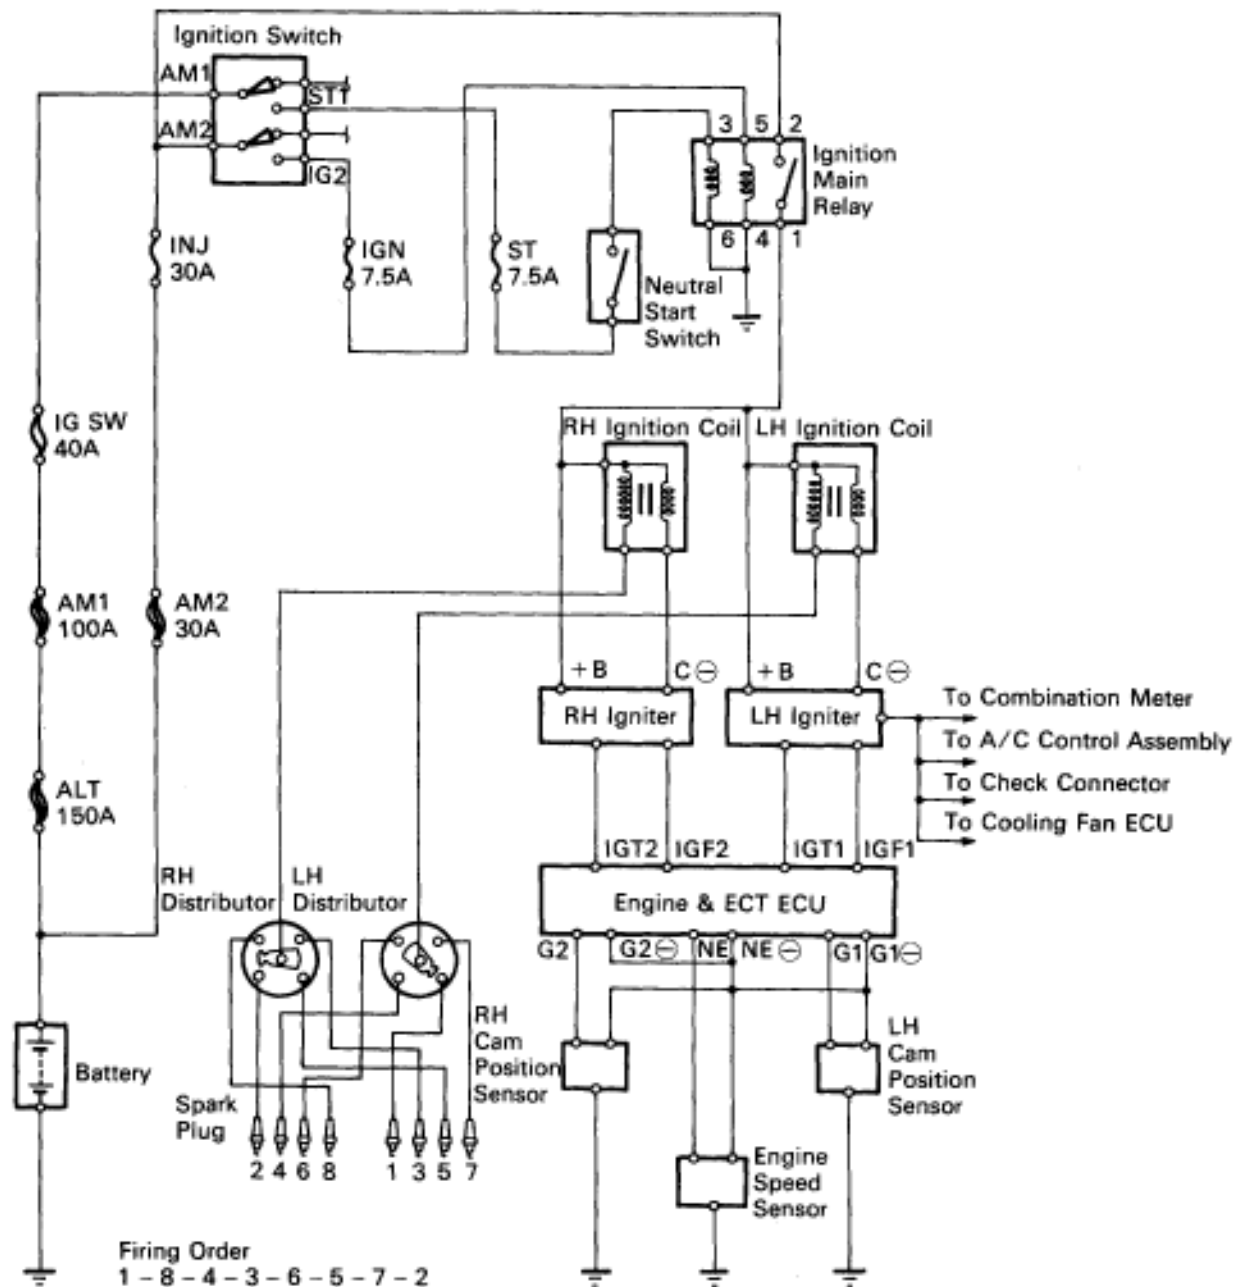 Ignition Switch
AM1
ST1
AM2
IG2
3 5 2
Ignition
Main
Relay
6 4 1
INJ
30A
IGN
7.5A
ST
7.5A
Neutral
Start
Switch
IG SW
40A
RH Ignition Coil
LH Ignition Coil
AM1
100A
AM2
30A
+B
C⊖
+B
C⊖
RH Igniter
LH Igniter
To Combination Meter
To A/C Control Assembly
To Check Connector
To Cooling Fan ECU
ALT
150A
IGT2
IGF2
IGT1
IGF1
RH
Distributor
LH
Distributor
Engine & ECT ECU
G2
G2⊖
NE
NE⊖
G1
G1⊖
RH
Cam
Position
Sensor
LH
Cam
Position
Sensor
Battery
Spark
Plug
2 4 6 8 1 3 5 7
Engine
Speed
Sensor
Firing Order
1 – 8 – 4 – 3 – 6 – 5 – 7 – 2